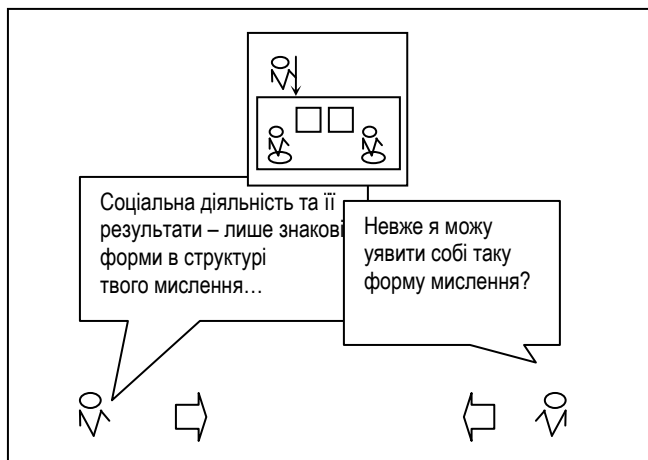 Соціальна діяльність та її
результати – лише знакові
форми в структурі
твого мислення…
Невже я можу
уявити собі таку
форму мислення?